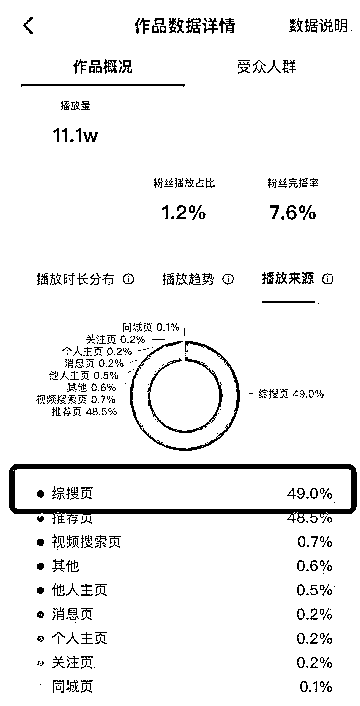 作品数据详情 数据说明
作品概况 受众人群
播放量
11.1w
粉丝播放占比 粉丝完播率
1.2% 7.6%
播放时长分布 播放趋势 播放来源
同城页 0.1%
关注页 0.2%
个人主页 0.2%
消息页 0.2%
他人主页 0.5%
其他 0.6%
视频搜索页 0.7%
推荐页 48.5%
综搜页 49.0%
综搜页 49.0%
推荐页 48.5%
视频搜索页 0.7%
其他 0.6%
他人主页 0.5%
消息页 0.2%
个人主页 0.2%
关注页 0.2%
同城页 0.1%